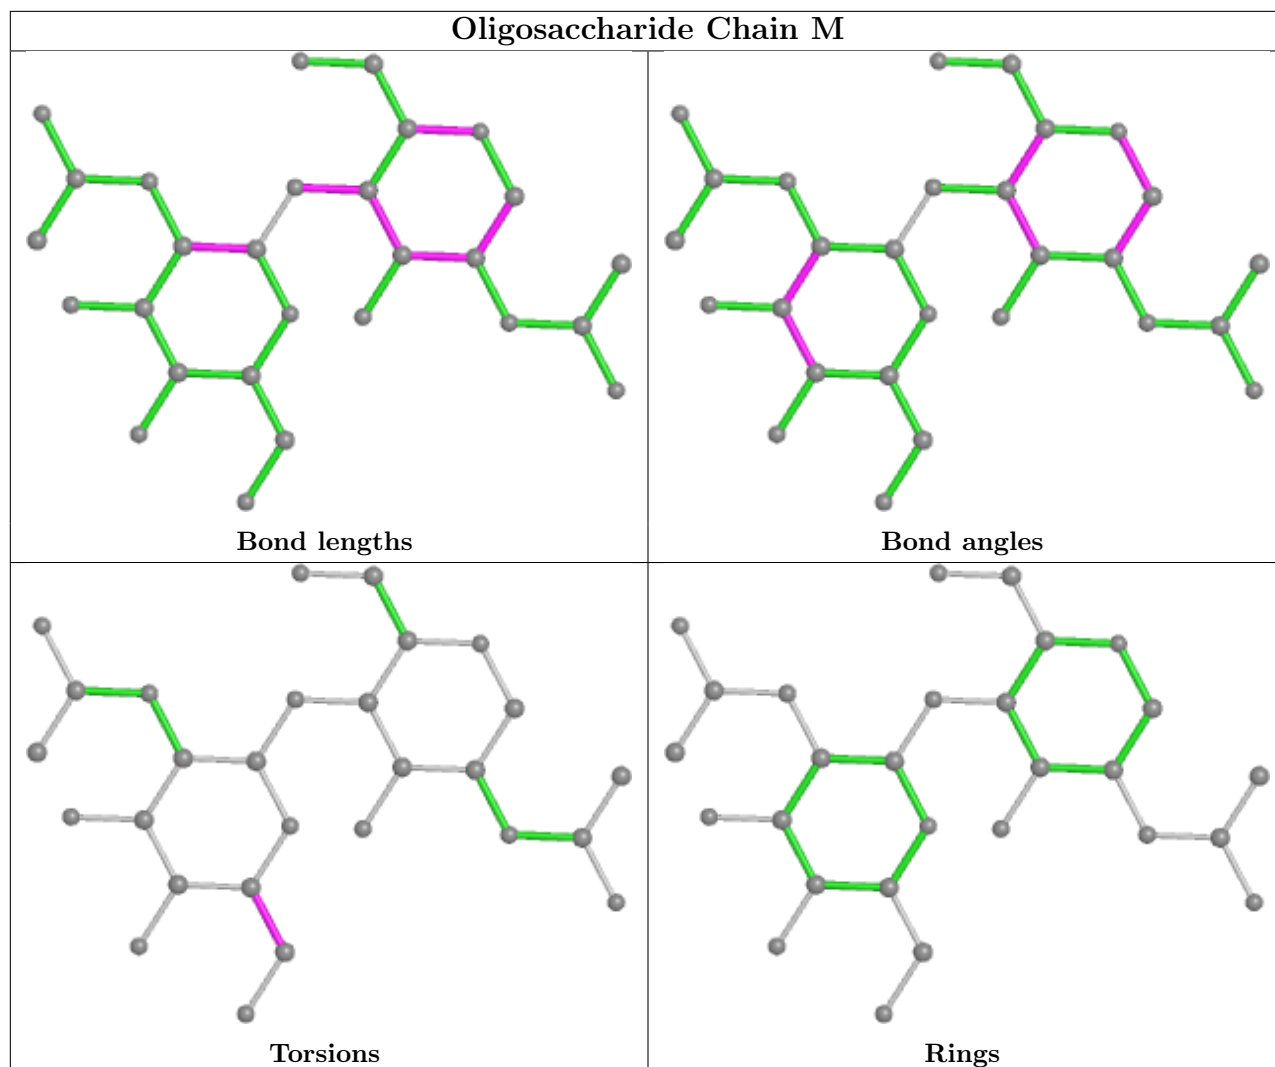 Oligosaccharide Chain M
Bond lengths
Bond angles
Torsions
Rings